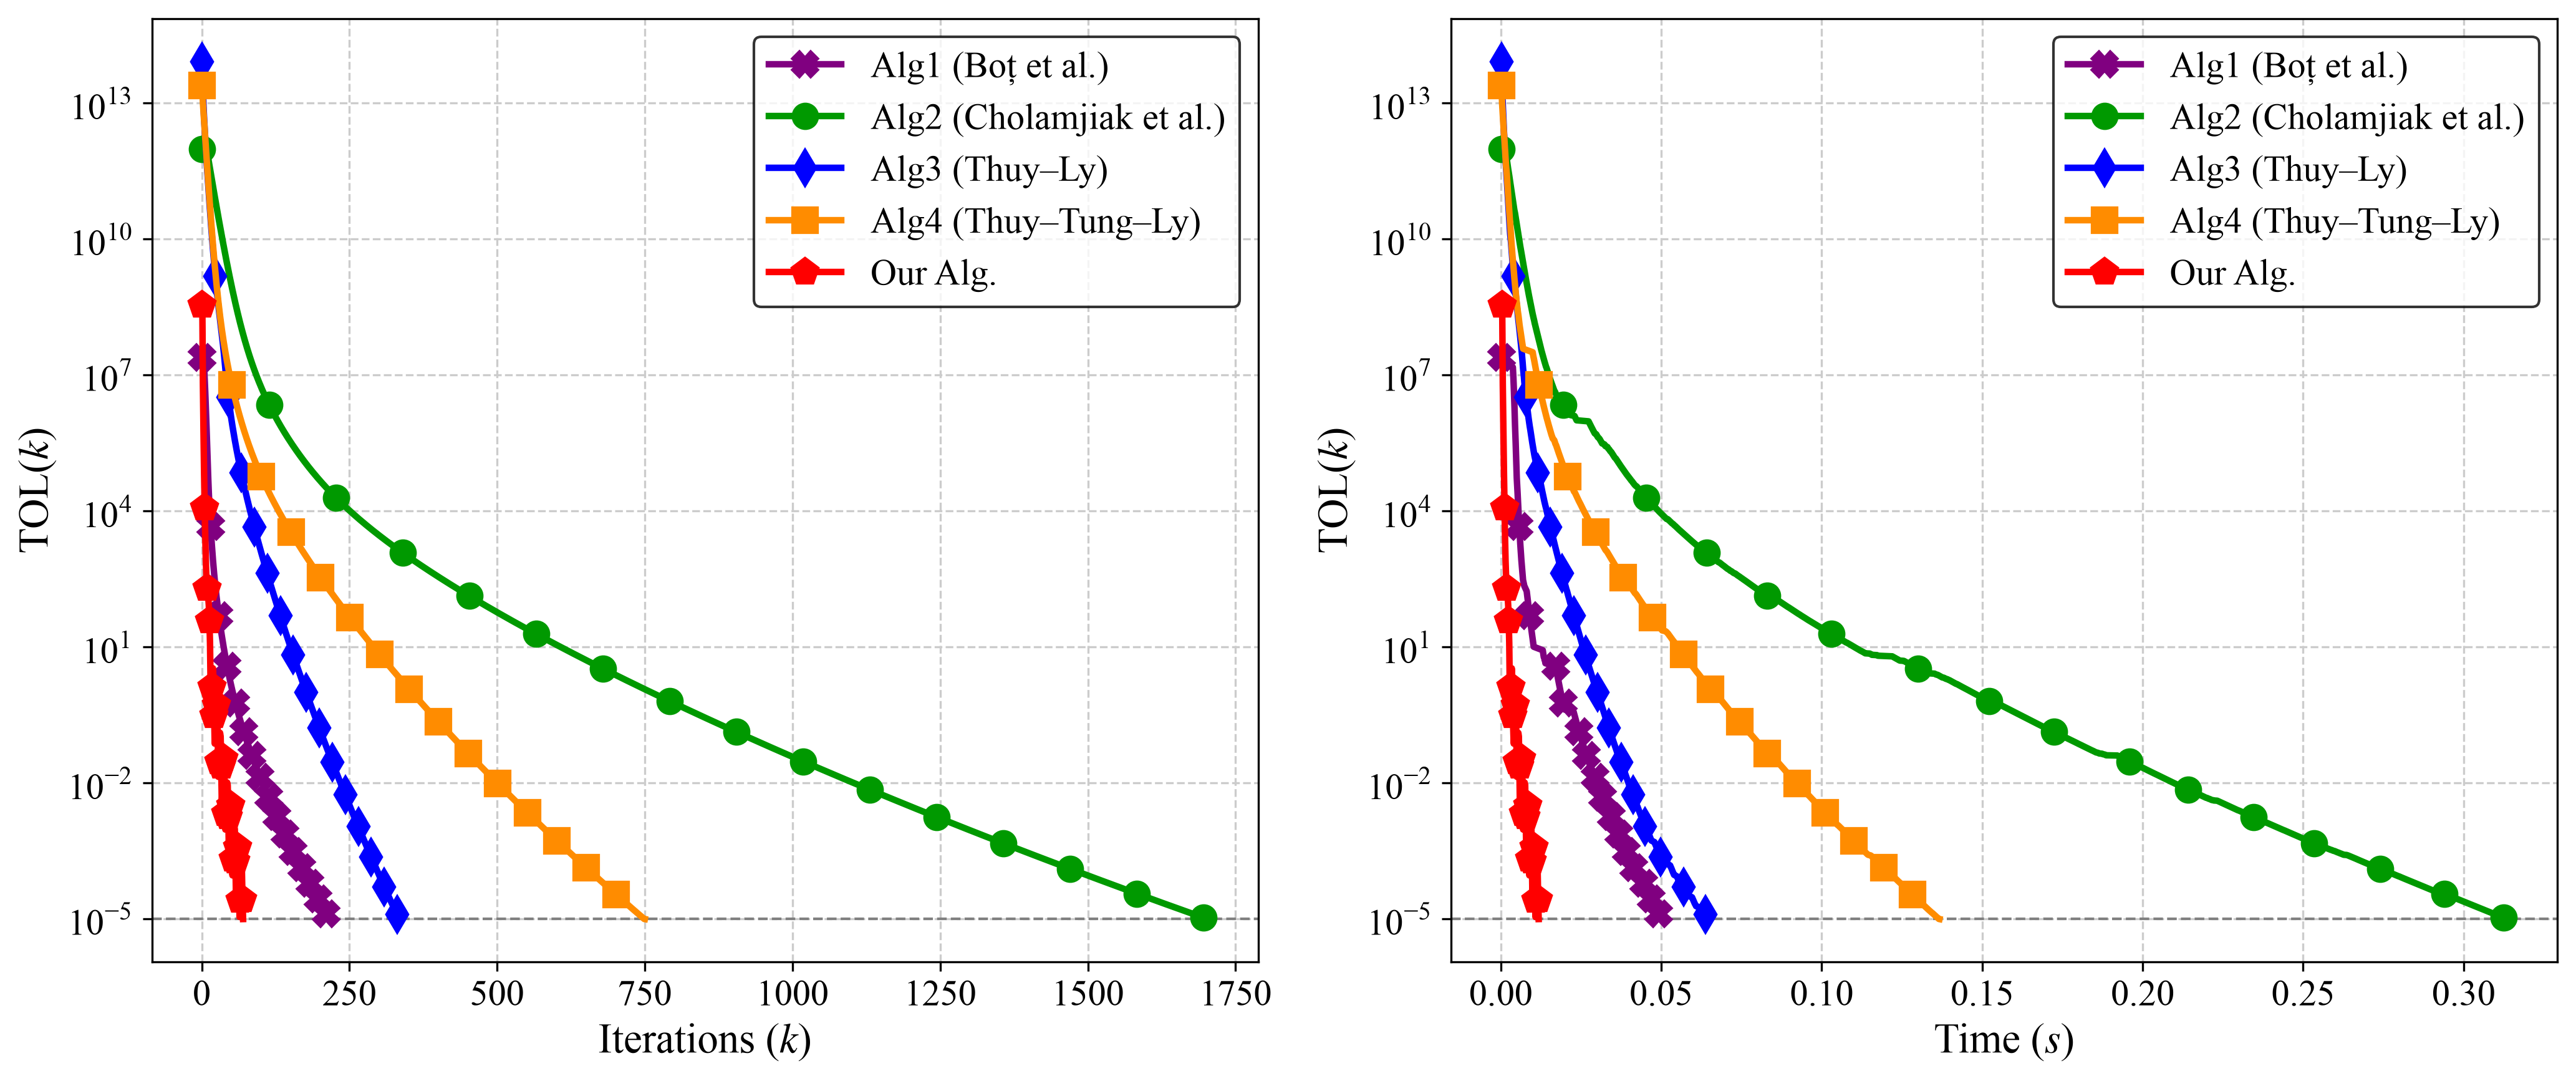 TOL(k)
10^13
10^10
10^7
10^4
10^1
10^−2
10^−5
0 250 500 750 1000 1250 1500 1750
Iterations (k)
Alg1 (Boț et al.)
Alg2 (Cholamjiak et al.)
Alg3 (Thuy–Ly)
Alg4 (Thuy–Tung–Ly)
Our Alg.
TOL(k)
10^13
10^10
10^7
10^4
10^1
10^−2
10^−5
0.00 0.05 0.10 0.15 0.20 0.25 0.30
Time (s)
Alg1 (Boț et al.)
Alg2 (Cholamjiak et al.)
Alg3 (Thuy–Ly)
Alg4 (Thuy–Tung–Ly)
Our Alg.